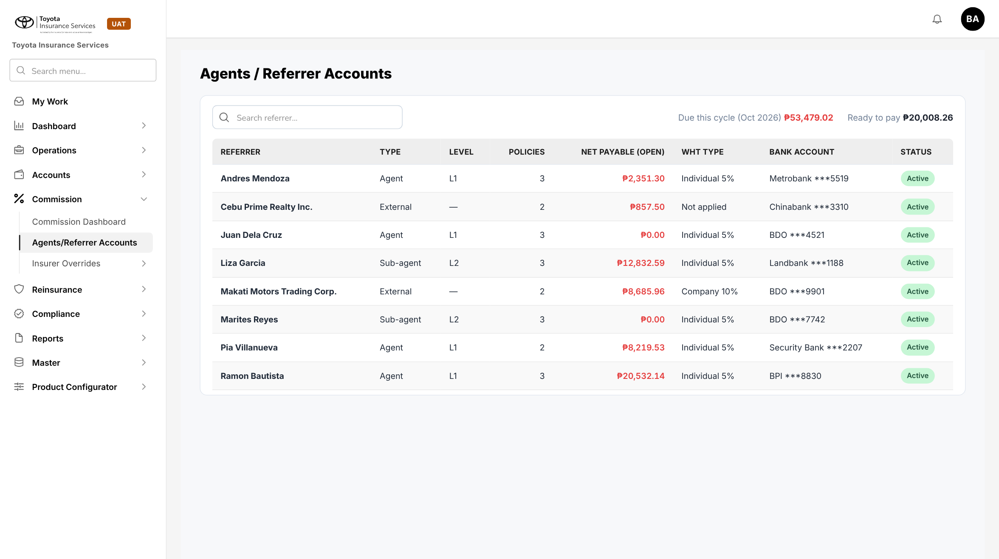 Toyota
Insurance Services
UAT
Toyota Insurance Services
Search menu...
My Work
Dashboard
Operations
Accounts
Commission
Commission Dashboard
Agents/Referrer Accounts
Insurer Overrides
Reinsurance
Compliance
Reports
Master
Product Configurator
BA
Agents / Referrer Accounts
Search referrer...
Due this cycle (Oct 2026) ₱53,479.02 Ready to pay ₱20,008.26
REFERRER TYPE LEVEL POLICIES NET PAYABLE (OPEN) WHT TYPE BANK ACCOUNT STATUS
Andres Mendoza Agent L1 3 ₱2,351.30 Individual 5% Metrobank ***5519 Active
Cebu Prime Realty Inc. External — 2 ₱857.50 Not applied Chinabank ***3310 Active
Juan Dela Cruz Agent L1 3 ₱0.00 Individual 5% BDO ***4521 Active
Liza Garcia Sub-agent L2 3 ₱12,832.59 Individual 5% Landbank ***1188 Active
Makati Motors Trading Corp. External — 2 ₱8,685.96 Company 10% BDO ***9901 Active
Marites Reyes Sub-agent L2 3 ₱0.00 Individual 5% BDO ***7742 Active
Pia Villanueva Agent L1 2 ₱8,219.53 Individual 5% Security Bank ***2207 Active
Ramon Bautista Agent L1 3 ₱20,532.14 Individual 5% BPI ***8830 Active